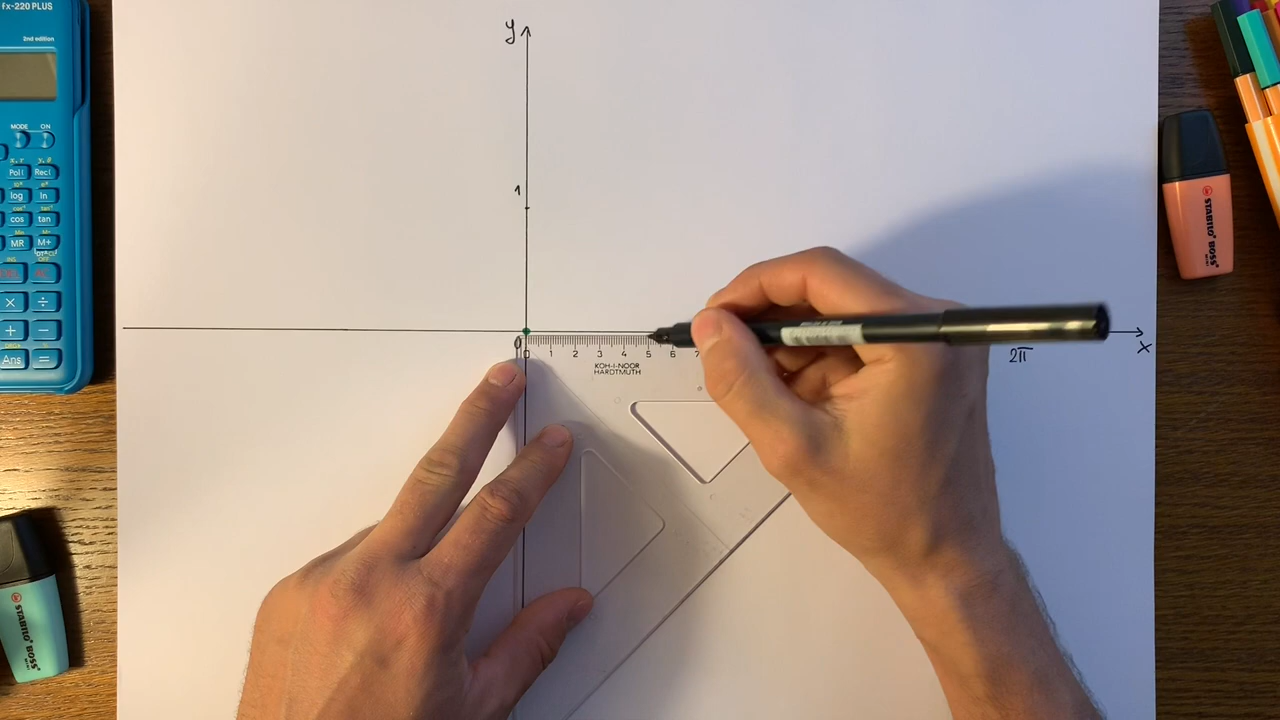 fx-220 PLUS
2nd edition
MODE ON
Pol( Rec(
log ln
cos tan
MR M+
× ÷
+ −
Ans =
y
1
0
x
2π
0 1 2 3 4 5 6 7
KOH-I-NOOR
HARDTMUTH
STABILO BOSS
STABILO BOSS